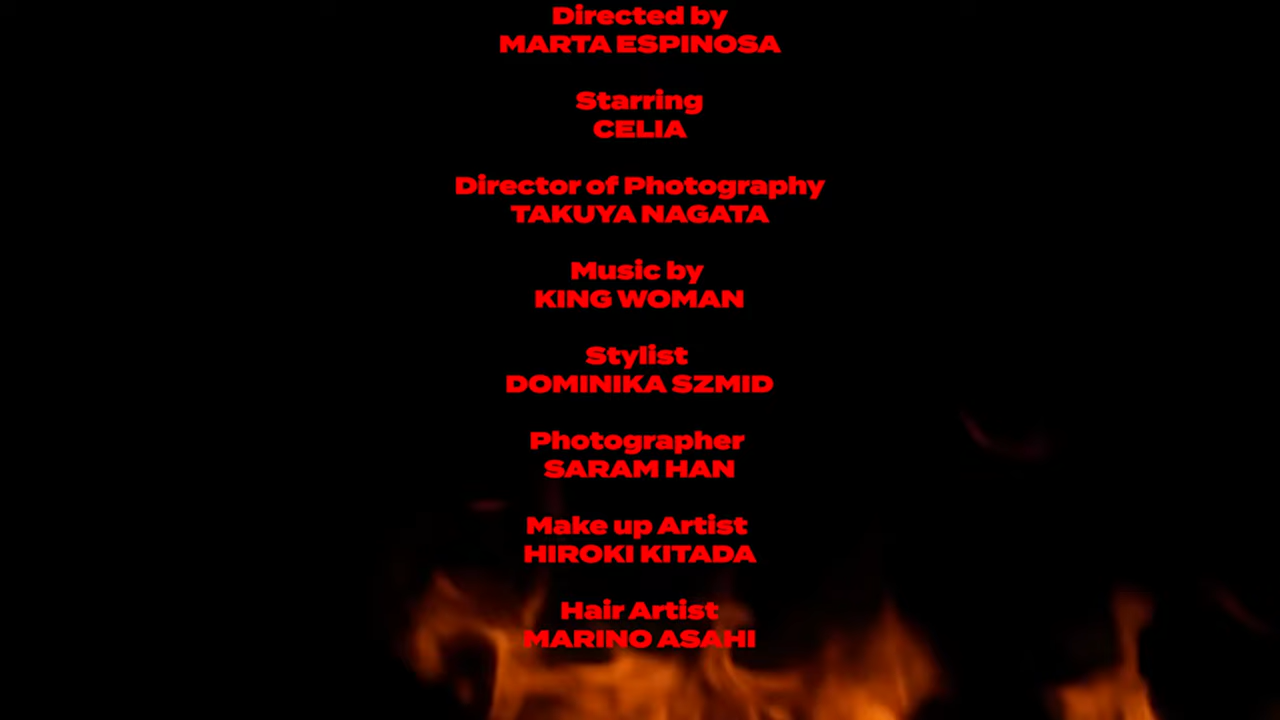 Directed by
MARTA ESPINOSA
Starring
CELIA
Director of Photography
TAKUYA NAGATA
Music by
KING WOMAN
Stylist
DOMINIKA SZMID
Photographer
SARAM HAN
Make up Artist
HIROKI KITADA
Hair Artist
MARINO ASAHI